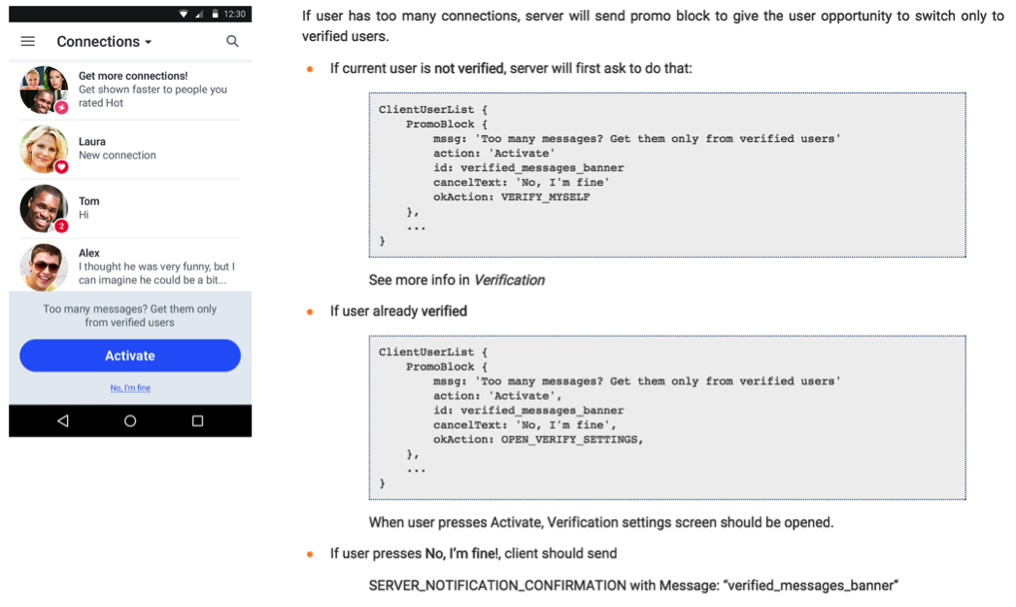 12:30
Connections
Get more connections!
Get shown faster to people you
rated Hot
Laura
New connection
Tom
Hi
2
Alex
I thought he was very funny, but I
can imagine he could be a bit...
Too many messages? Get them only
from verified users
Activate
No, I'm fine
If user has too many connections, server will send promo block to give the user opportunity to switch only to
verified users.
• If current user is not verified, server will first ask to do that:
ClientUserList {
PromoBlock {
mssg: 'Too many messages? Get them only from verified users'
action: 'Activate'
id: verified_messages_banner
cancelText: 'No, I'm fine'
okAction: VERIFY_MYSELF
},
...
}
See more info in Verification
• If user already verified
ClientUserList {
PromoBlock {
mssg: 'Too many messages? Get them only from verified users'
action: 'Activate',
id: verified_messages_banner
cancelText: 'No, I'm fine',
okAction: OPEN_VERIFY_SETTINGS,
},
...
}
When user presses Activate, Verification settings screen should be opened.
• If user presses No, I'm fine!, client should send
SERVER_NOTIFICATION_CONFIRMATION with Message: “verified_messages_banner”